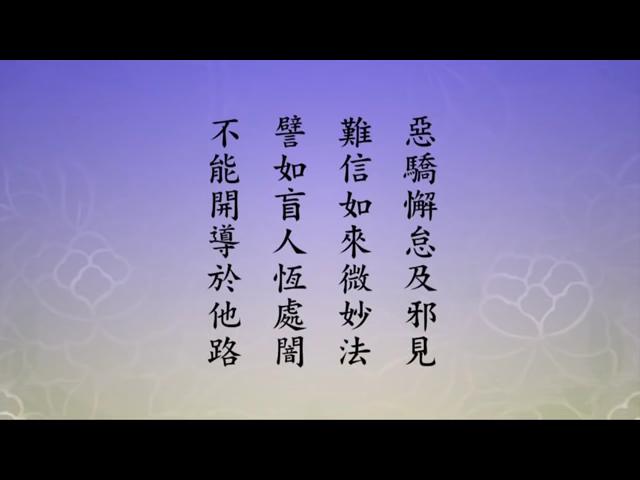 惡驕懈怠及邪見
難信如來微妙法
譬如盲人恆處闇
不能開導於他路